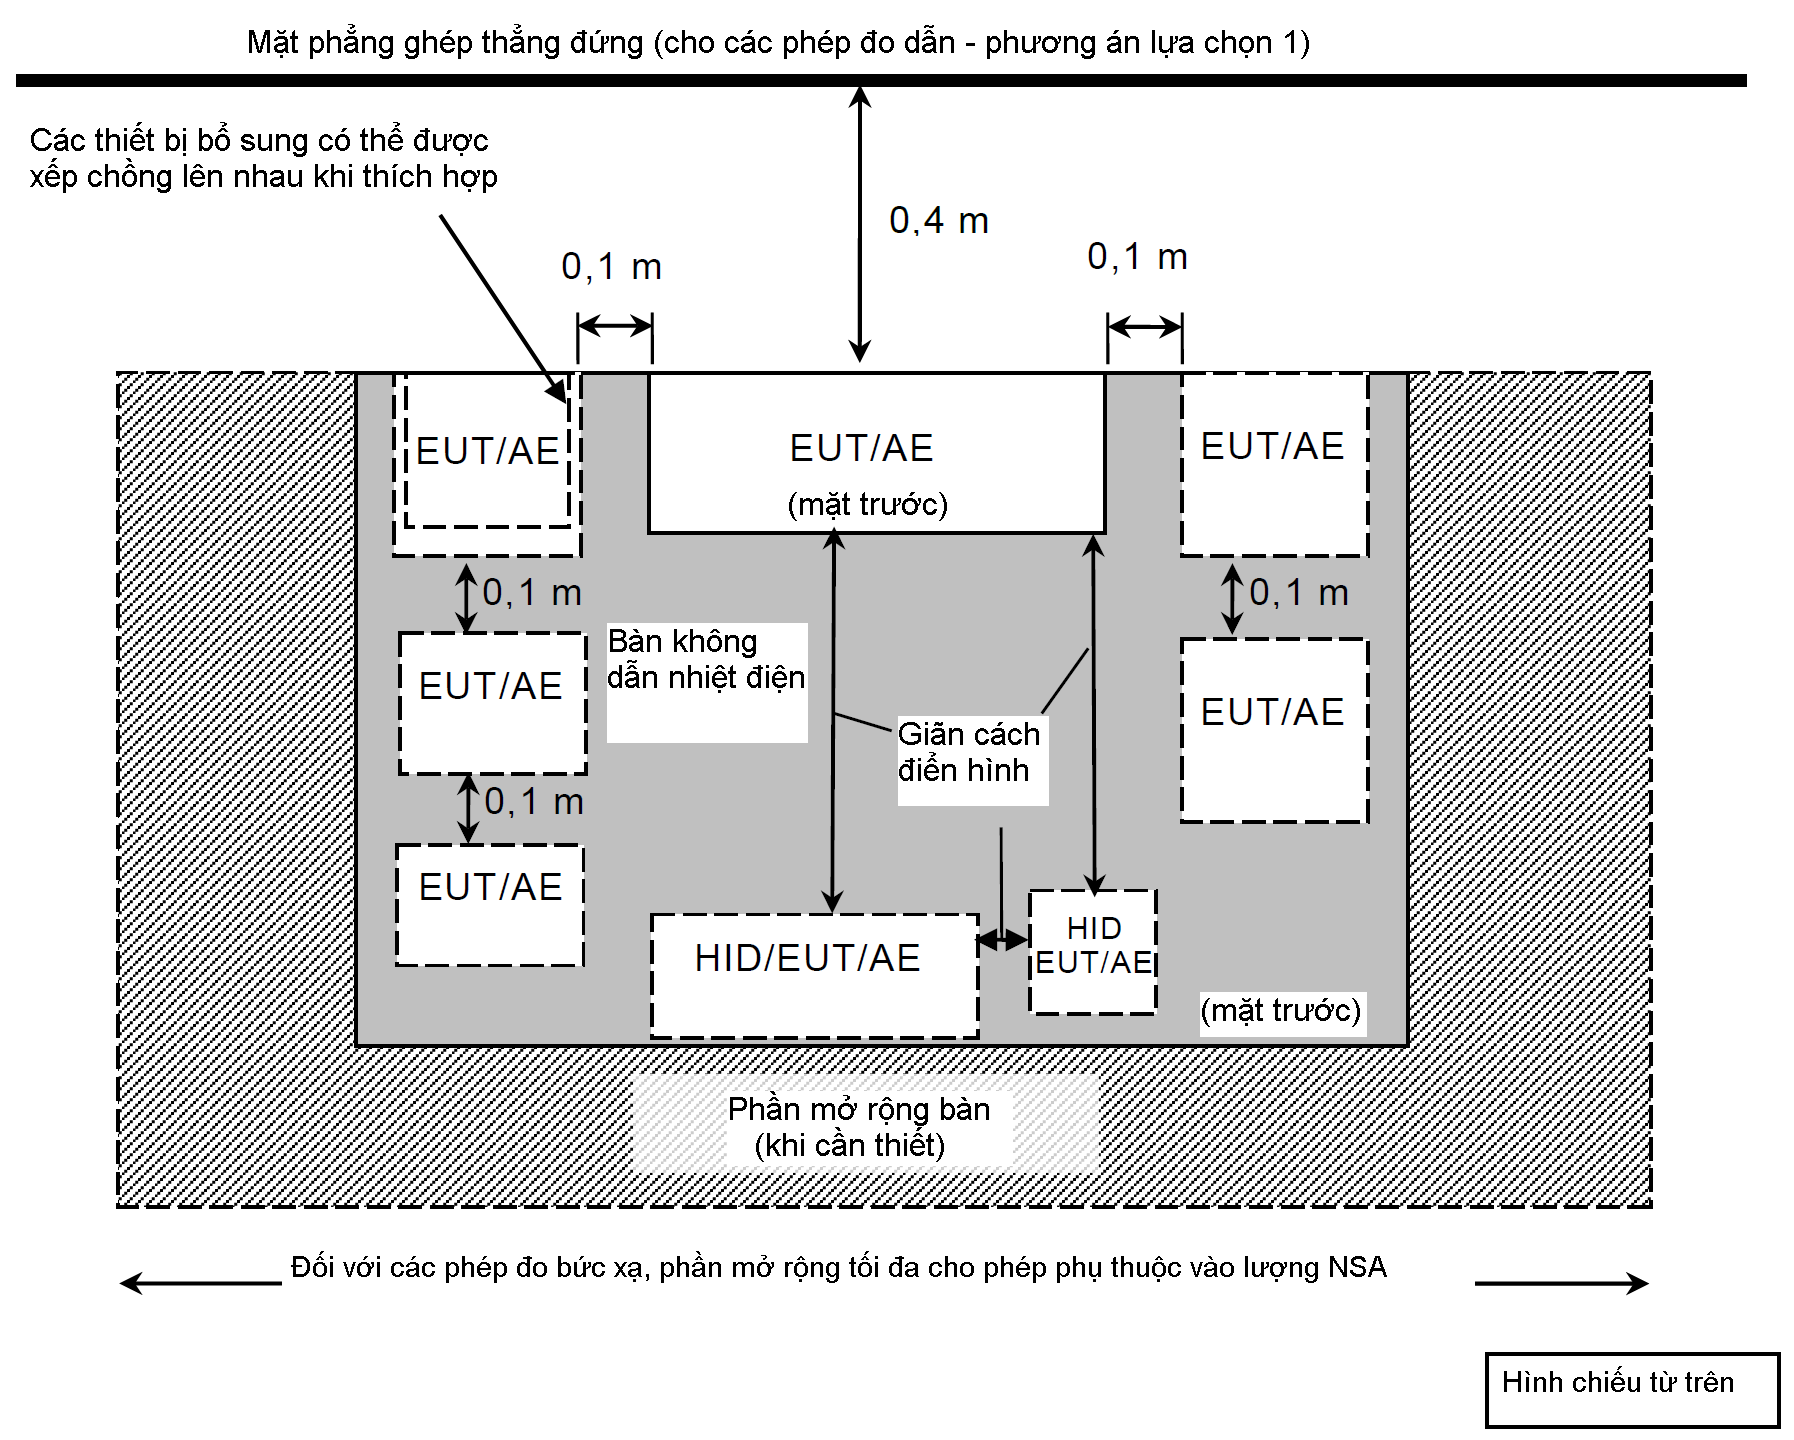 Mặt phẳng ghép thẳng đứng (cho các phép đo dẫn - phương án lựa chọn 1)
Các thiết bị bổ sung có thể được
xếp chồng lên nhau khi thích hợp
0,4 m
0,1 m
0,1 m
EUT/AE
EUT/AE
(mặt trước)
EUT/AE
0,1 m
0,1 m
Bàn không
dẫn nhiệt điện
EUT/AE
EUT/AE
Giãn cách
điển hình
0,1 m
EUT/AE
HID/EUT/AE
HID
EUT/AE
(mặt trước)
Phần mở rộng bàn
(khi cần thiết)
Đối với các phép đo bức xạ, phần mở rộng tối đa cho phép phụ thuộc vào lượng NSA
Hình chiếu từ trên